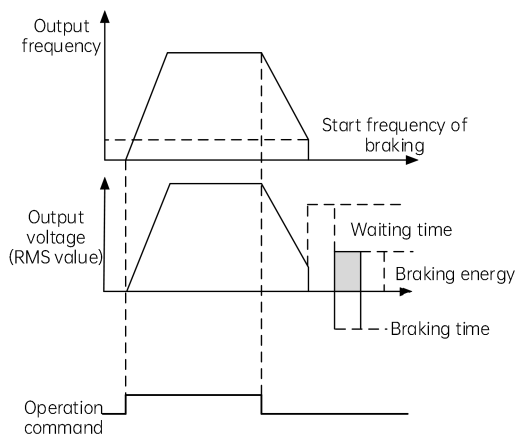 Output
frequency
Start frequency of
braking
Output
voltage
(RMS value)
Waiting time
Braking energy
Braking time
Operation
command